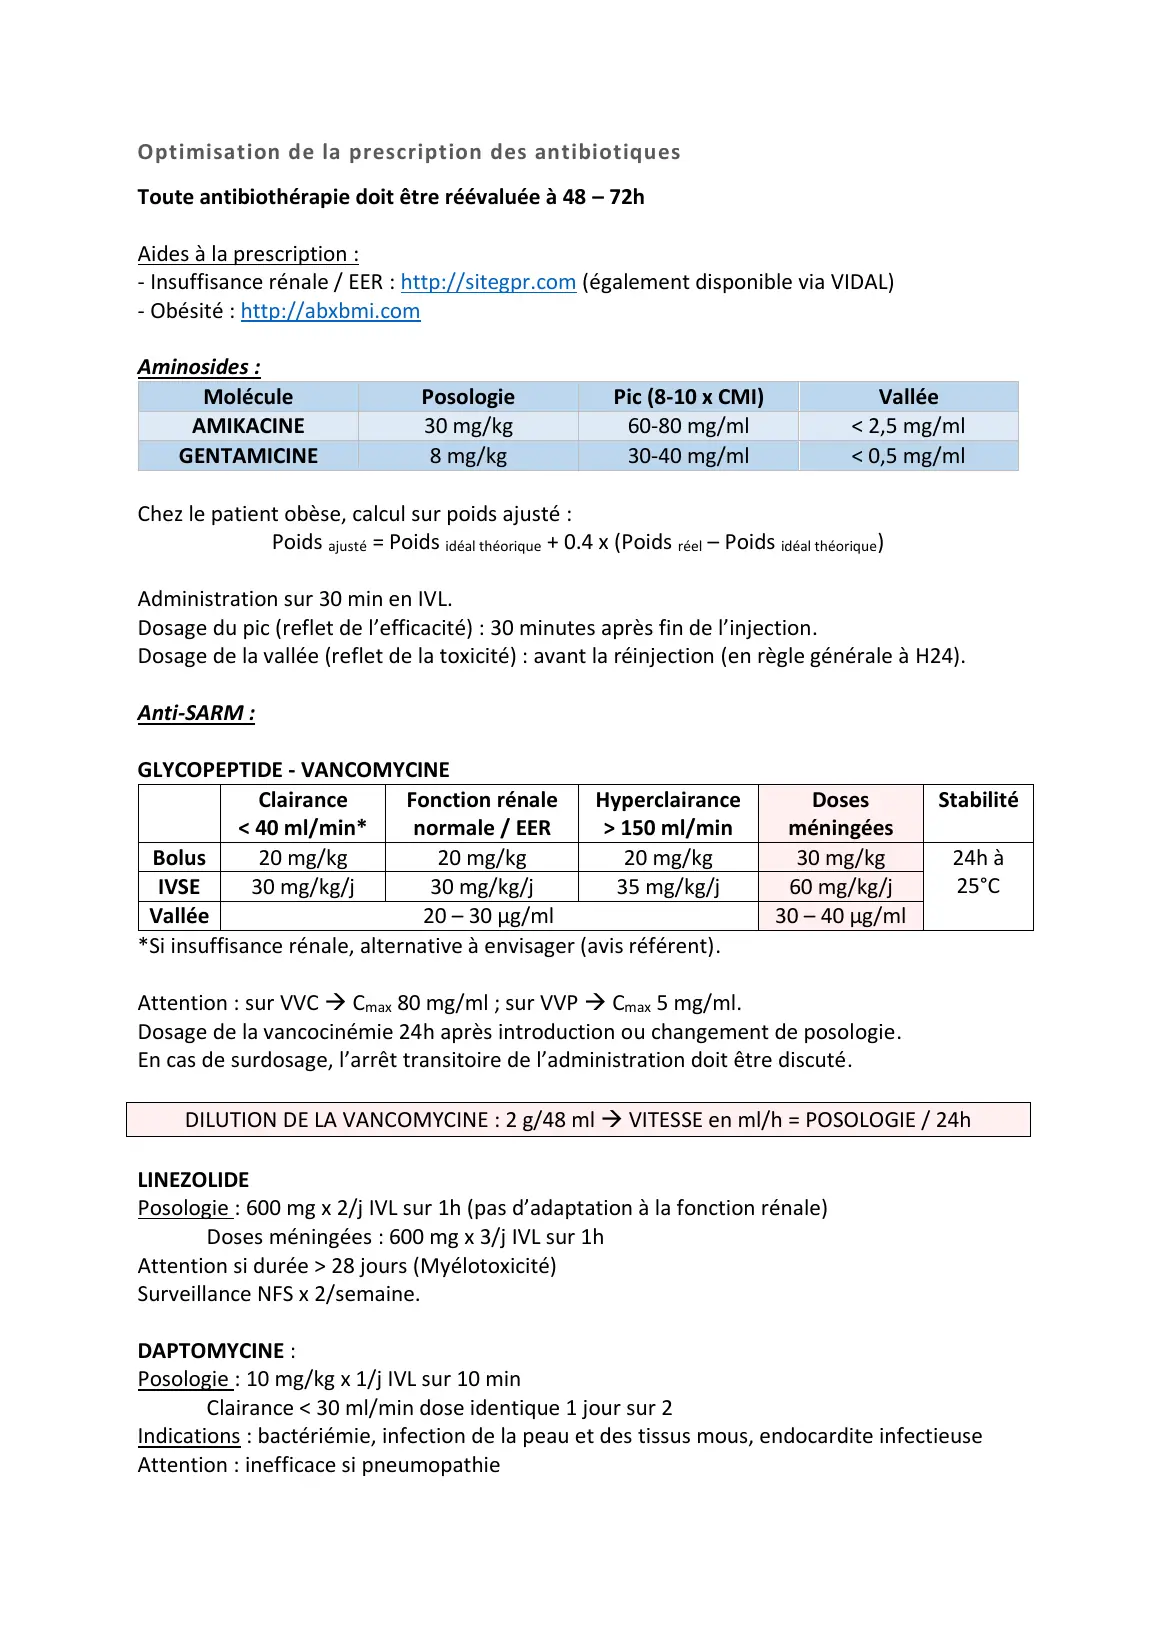 Optimisation de la prescription des antibiotiques
Toute antibiothérapie doit être réévaluée à 48 – 72h
Aides à la prescription :
- Insuffisance rénale / EER : http://sitegpr.com (également disponible via VIDAL)
- Obésité : http://abxbmi.com
Aminosides :
Molécule Posologie Pic (8-10 x CMI) Vallée
AMIKACINE 30 mg/kg 60-80 mg/ml < 2,5 mg/ml
GENTAMICINE 8 mg/kg 30-40 mg/ml < 0,5 mg/ml
Chez le patient obèse, calcul sur poids ajusté :
Poids ajusté = Poids idéal théorique + 0.4 x (Poids réel – Poids idéal théorique)
Administration sur 30 min en IVL.
Dosage du pic (reflet de l’efficacité) : 30 minutes après fin de l’injection.
Dosage de la vallée (reflet de la toxicité) : avant la réinjection (en règle générale à H24).
Anti-SARM :
GLYCOPEPTIDE - VANCOMYCINE
Clairance Fonction rénale Hyperclairance Doses Stabilité
< 40 ml/min* normale / EER > 150 ml/min méningées
Bolus 20 mg/kg 20 mg/kg 20 mg/kg 30 mg/kg 24h à
IVSE 30 mg/kg/j 30 mg/kg/j 35 mg/kg/j 60 mg/kg/j 25°C
Vallée 20 – 30 µg/ml 30 – 40 µg/ml
*Si insuffisance rénale, alternative à envisager (avis référent).
Attention : sur VVC → Cmax 80 mg/ml ; sur VVP → Cmax 5 mg/ml.
Dosage de la vancocinémie 24h après introduction ou changement de posologie.
En cas de surdosage, l’arrêt transitoire de l’administration doit être discuté.
DILUTION DE LA VANCOMYCINE : 2 g/48 ml → VITESSE en ml/h = POSOLOGIE / 24h
LINEZOLIDE
Posologie : 600 mg x 2/j IVL sur 1h (pas d’adaptation à la fonction rénale)
Doses méningées : 600 mg x 3/j IVL sur 1h
Attention si durée > 28 jours (Myélotoxicité)
Surveillance NFS x 2/semaine.
DAPTOMYCINE :
Posologie : 10 mg/kg x 1/j IVL sur 10 min
Clairance < 30 ml/min dose identique 1 jour sur 2
Indications : bactériémie, infection de la peau et des tissus mous, endocardite infectieuse
Attention : inefficace si pneumopathie